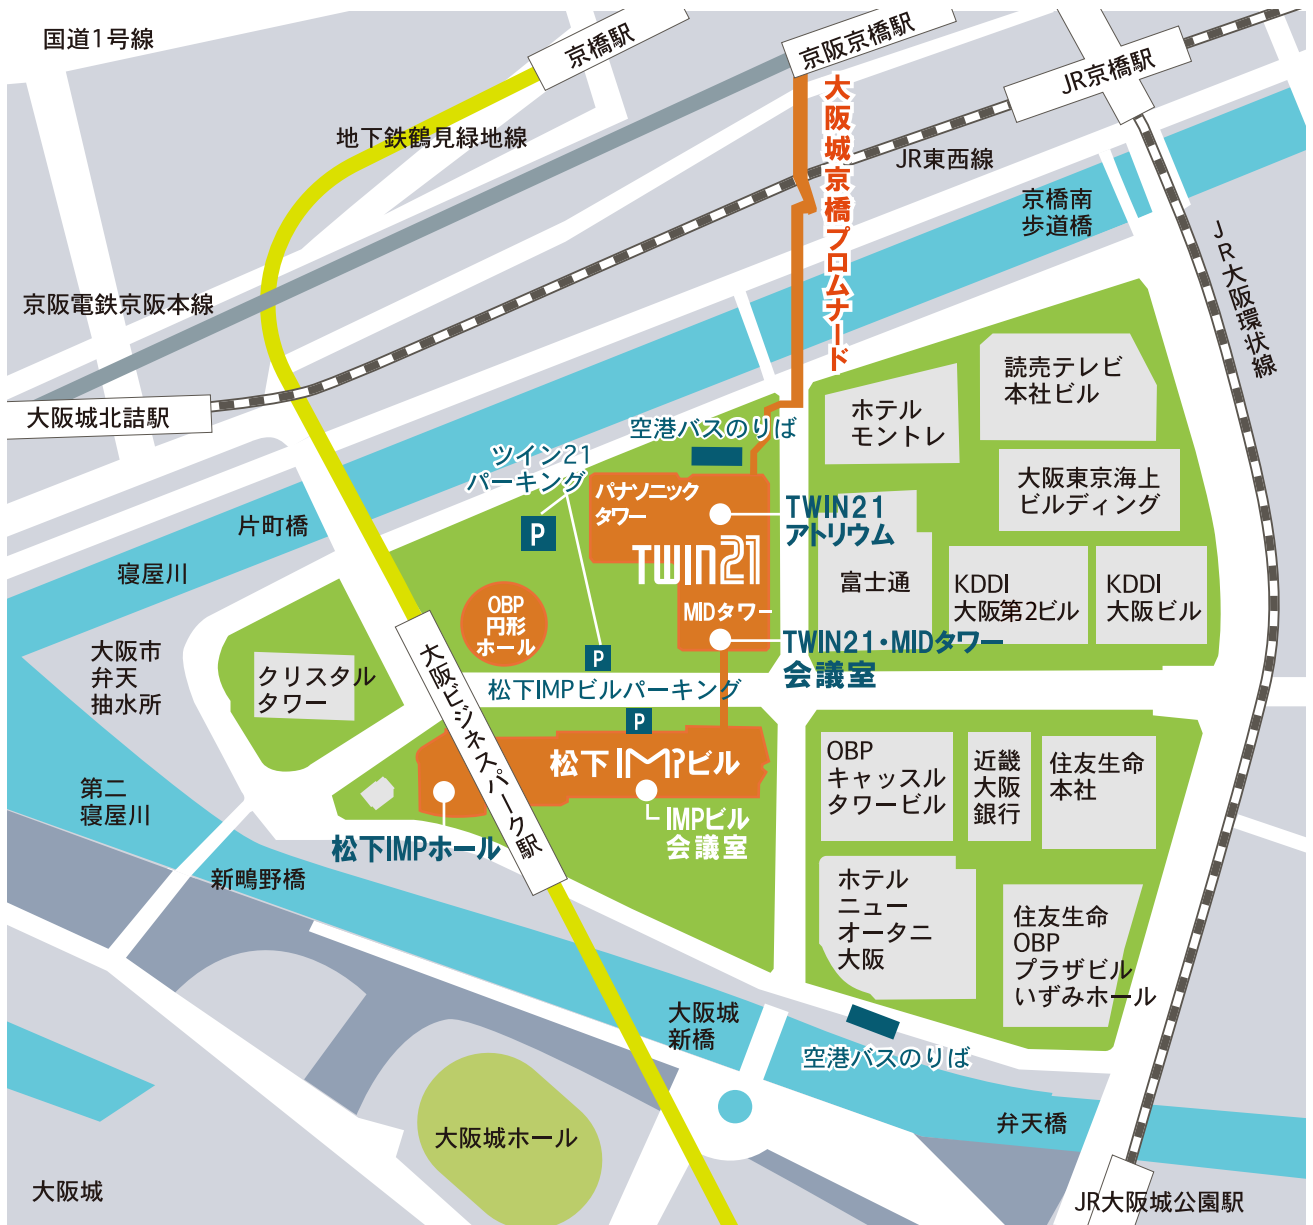 国道1号線
京橋駅
京阪京橋駅
JR京橋駅
地下鉄鶴見緑地線
大阪城京橋プロムナード
JR東西線
京橋南
歩道橋
JR大阪環状線
京阪電鉄京阪本線
大阪城北詰駅
空港バスのりば
ツイン21
パーキング
P
ホテル
モントレ
読売テレビ
本社ビル
大阪東京海上
ビルディング
パナソニック
タワー
TWIN21
アトリウム
TWIN21
片町橋
寝屋川
富士通
KDDI
大阪第2ビル
KDDI
大阪ビル
OBP
円形
ホール
MIDタワー
TWIN21・MIDタワー
会議室
P
松下IMPビルパーキング
P
大阪市
弁天
抽水所
クリスタル
タワー
大阪ビジネスパーク駅
松下IMPビル
IMPビル
会議室
松下IMPホール
OBP
キャッスル
タワービル
近畿
大阪
銀行
住友生命
本社
第二
寝屋川
新鴫野橋
ホテル
ニュー
オータニ
大阪
住友生命
OBP
プラザビル
いずみホール
大阪城
新橋
空港バスのりば
弁天橋
大阪城ホール
大阪城
JR大阪城公園駅